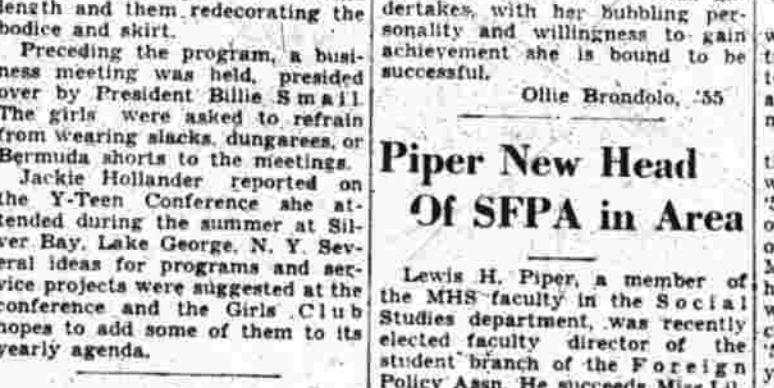 length and them redecorating the
bodice and skirt.
Preceding the program, a busi-
ness meeting was held, presided
over by President Billie Small
The girls were asked to refrain
from wearing slacks, dungarees, or
Bermuda shorts to the meetings.
Jackie Hollander reported on
the Y-Teen Conference she at-
tended during the summer at Sil-
ver Bay, Lake George, N. Y. Sev-
eral ideas for programs and ser-
vice projects were suggested at the
conference and the Girls Club
hopes to add some of them to its
yearly agenda.
dertakes, with her bubbling per-
sonality and willingness to gain
achievement she is bound to be
successful.
Ollie Brondolo, '55
Piper New Head
Of SFPA in Area
Lewis H. Piper, a member of
the MHS faculty in the Social
Studies department, was recently
elected faculty director of the
student branch of the Foreign
Policy Assn. He succeeds